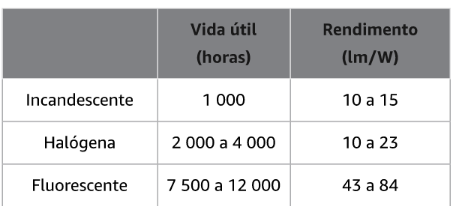 Vida útil
(horas)
Rendimento
(lm/W)
Incandescente 1 000 10 a 15
Halógena 2 000 a 4 000 10 a 23
Fluorescente 7 500 a 12 000 43 a 84